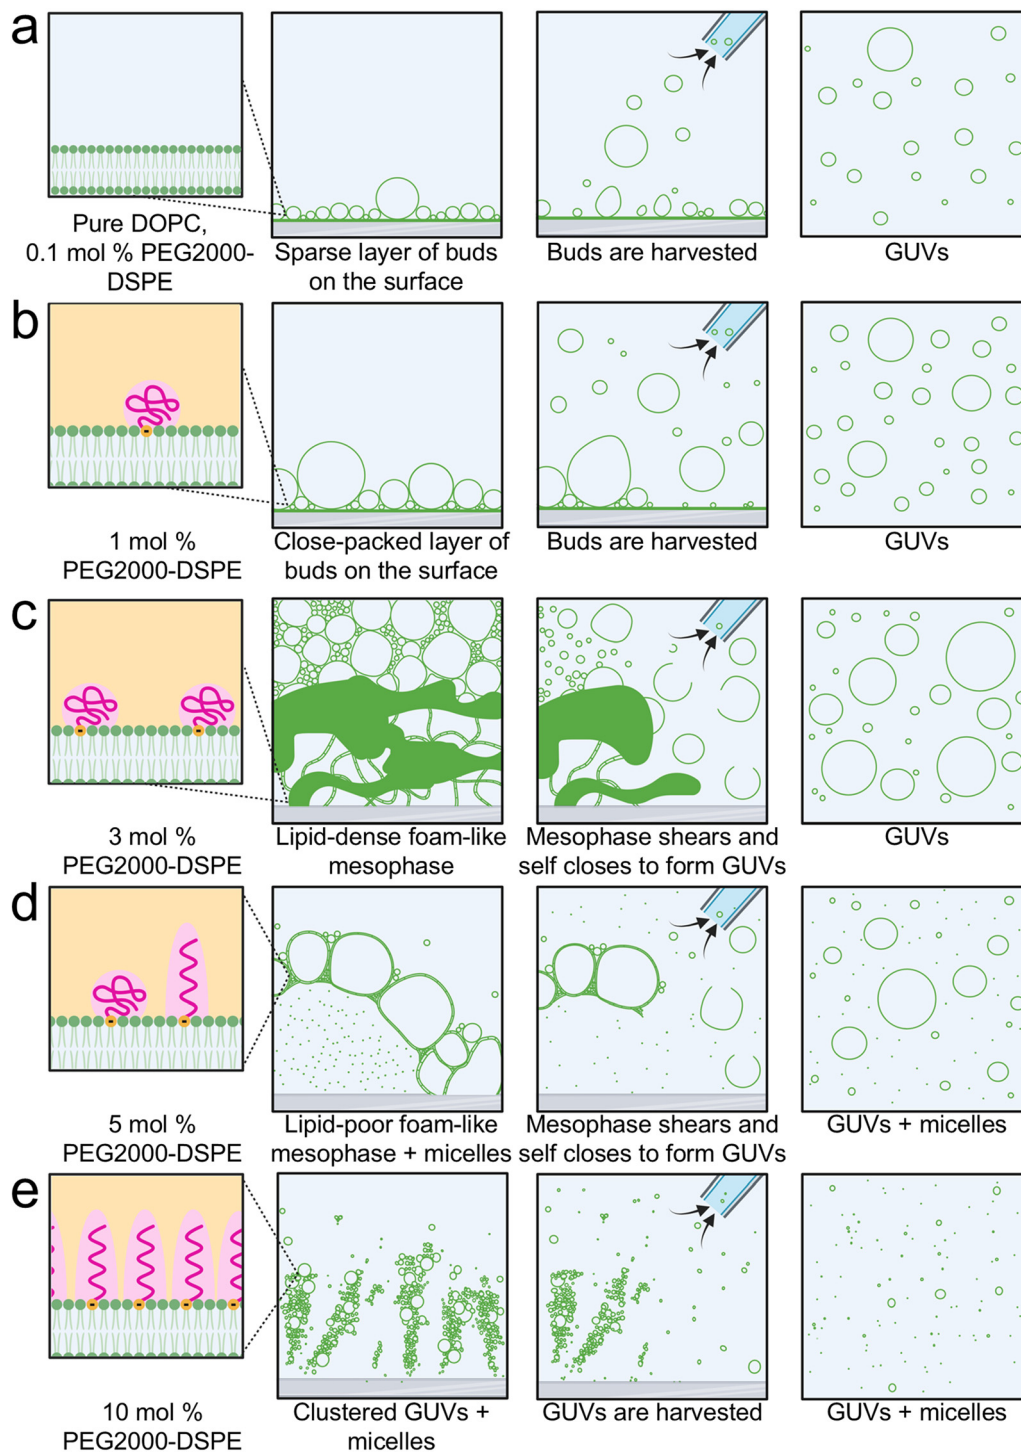 a
Pure DOPC,
0.1 mol % PEG2000-
DSPE
Sparse layer of buds
on the surface
Buds are harvested
GUVs
b
1 mol %
PEG2000-DSPE
Close-packed layer of
buds on the surface
Buds are harvested
GUVs
c
3 mol %
PEG2000-DSPE
Lipid-dense foam-like
mesophase
Mesophase shears and
self closes to form GUVs
GUVs
d
5 mol %
PEG2000-DSPE
Lipid-poor foam-like
mesophase + micelles
Mesophase shears and
self closes to form GUVs
GUVs + micelles
e
10 mol %
PEG2000-DSPE
Clustered GUVs +
micelles
GUVs are harvested
GUVs + micelles